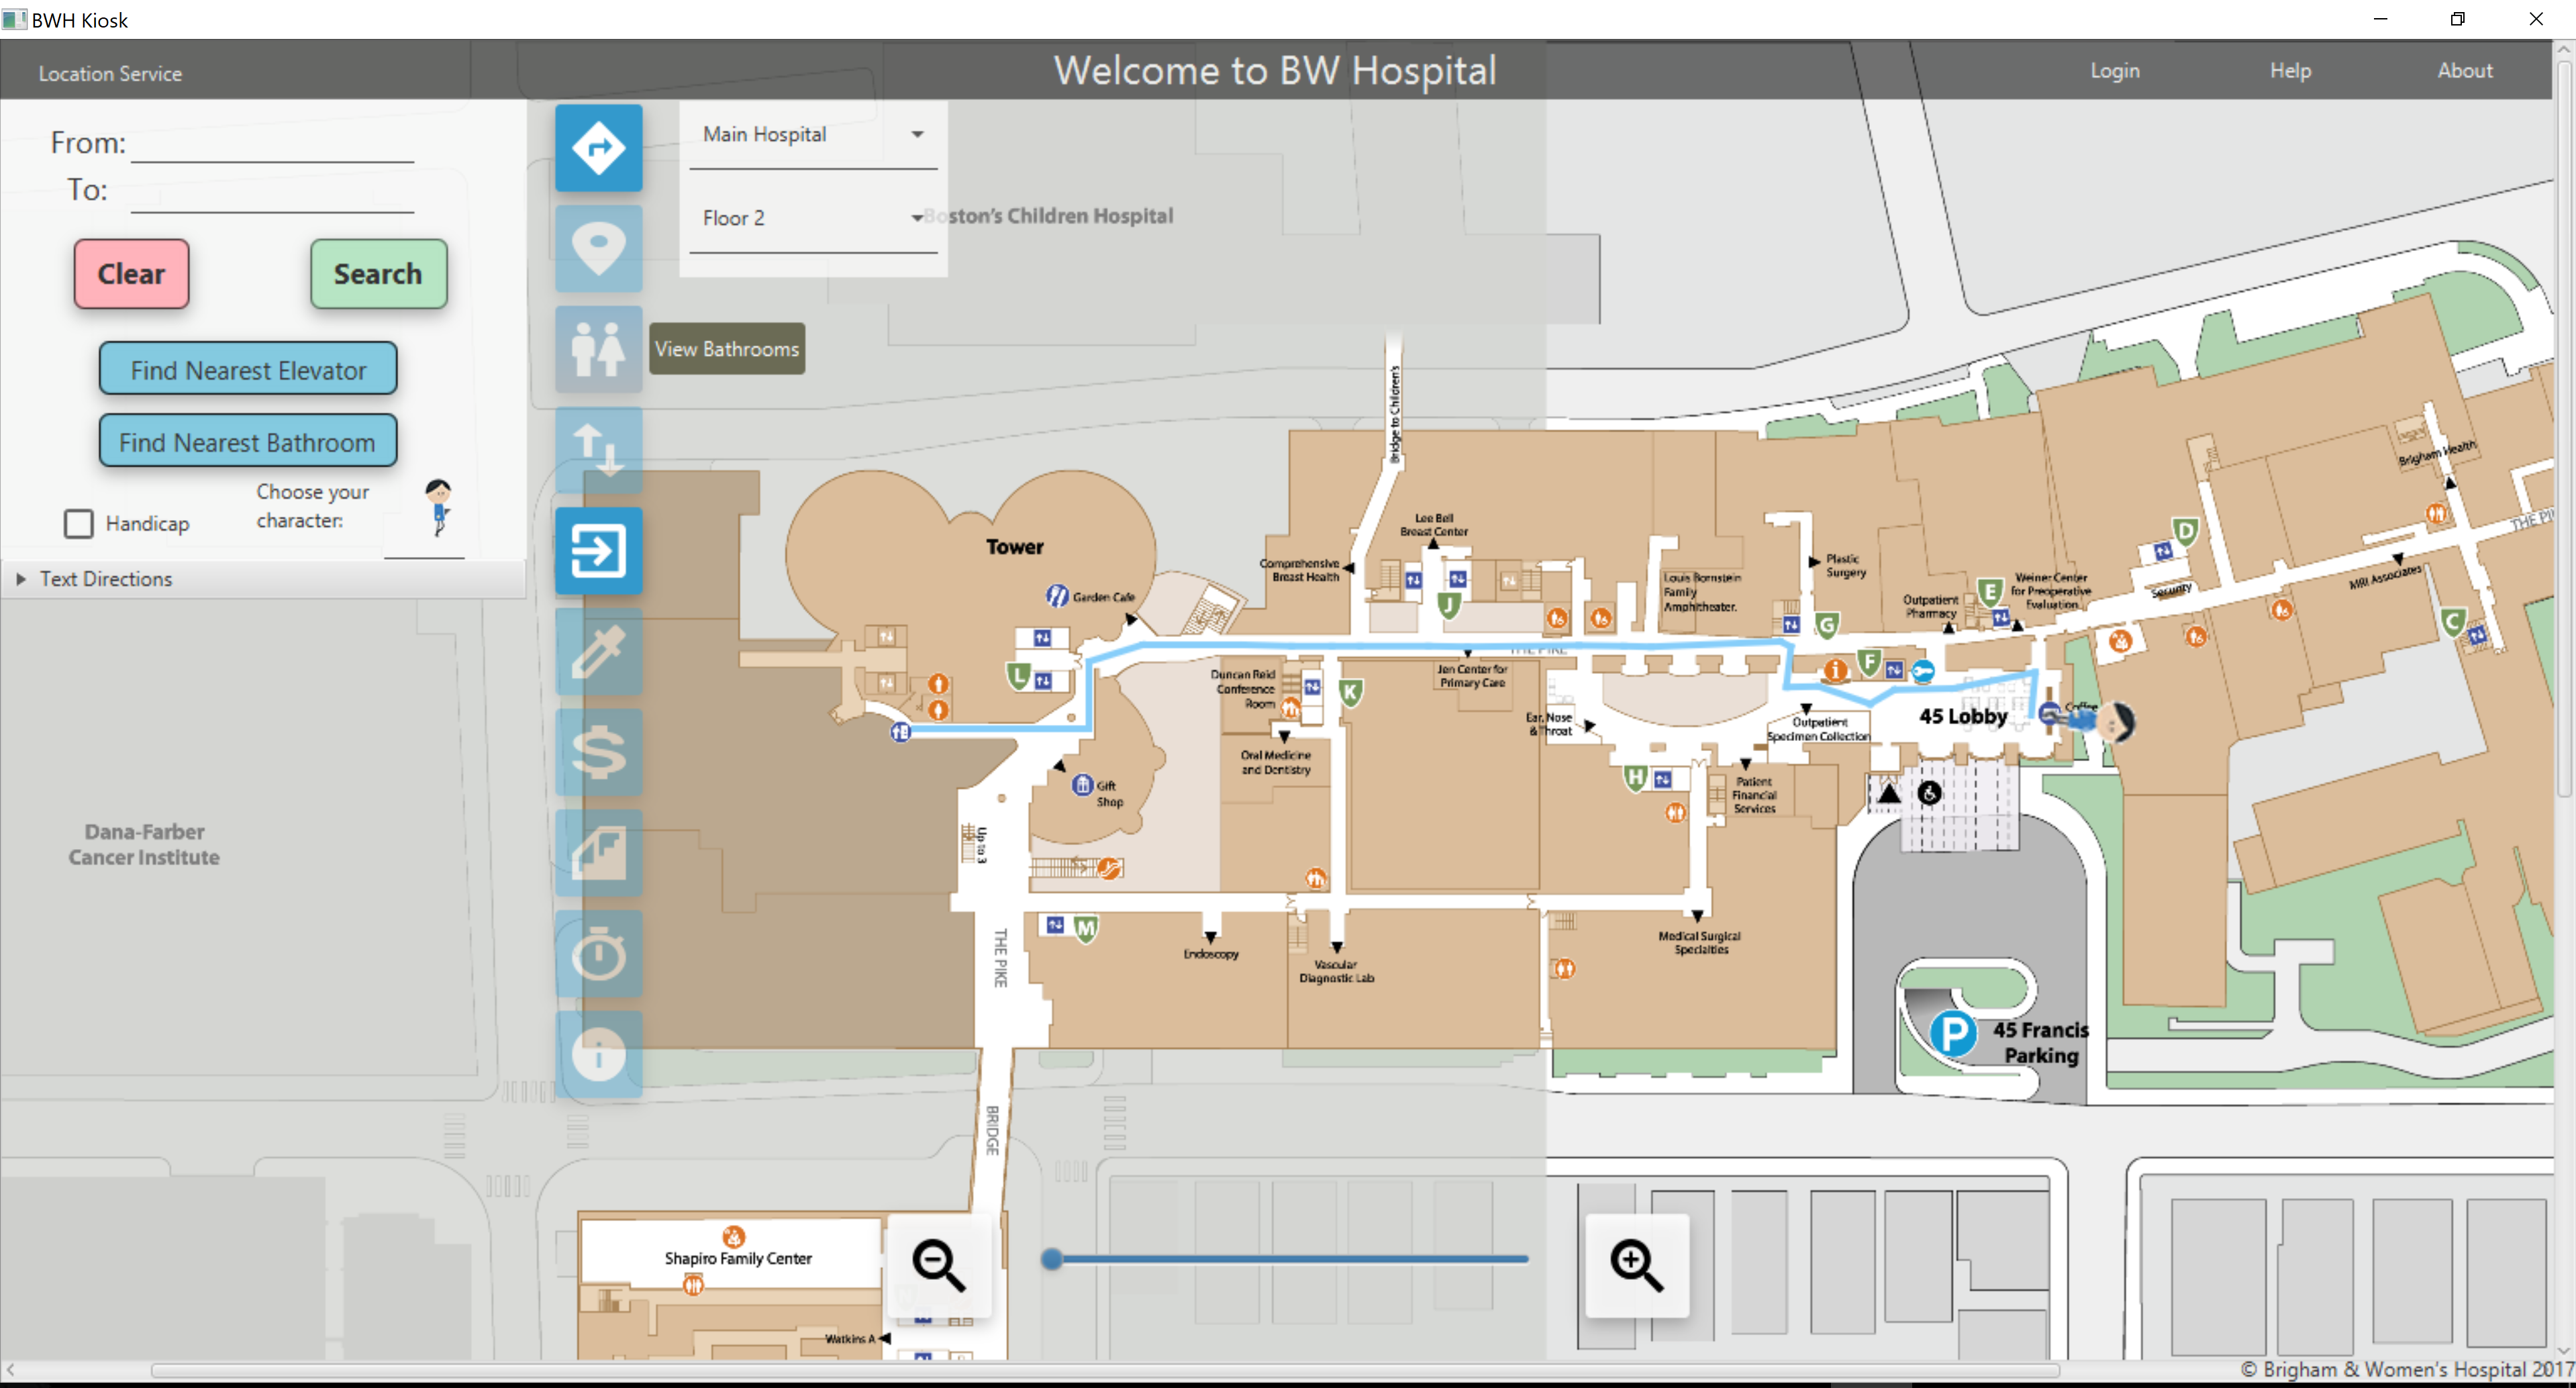 BWH Kiosk
Location Service
Welcome to BW Hospital
Login
Help
About
From:
To:
Clear
Search
Find Nearest Elevator
Find Nearest Bathroom
Handicap
Choose your
character:
Text Directions
Main Hospital
Floor 2
View Bathrooms
Boston's Children Hospital
Bridge to Children's
Tower
Garden Cafe
Lee Bell
Breast Center
Comprehensive
Breast Health
J
Louis Bornstein
Family
Amphitheater.
Plastic
Surgery
G
Outpatient
Pharmacy
E
Weiner Center
for Preoperative
Evaluation
D
Security
Brigham Health
MRI Associates
C
L
Duncan Reid
Conference
Room
K
THE PIKE
Jen Center for
Primary Care
i
F
Ear, Nose
& Throat
Outpatient
Specimen Collection
45 Lobby
Oral Medicine
and Dentistry
Gift
Shop
H
Patient
Financial
Services
Up to 3
Dana-Farber
Cancer Institute
M
THE PIKE
Endoscopy
Vascular
Diagnostic Lab
Medical Surgical
Specialties
P
45 Francis
Parking
BRIDGE
Shapiro Family Center
Watkins A
© Brigham & Women's Hospital 2017